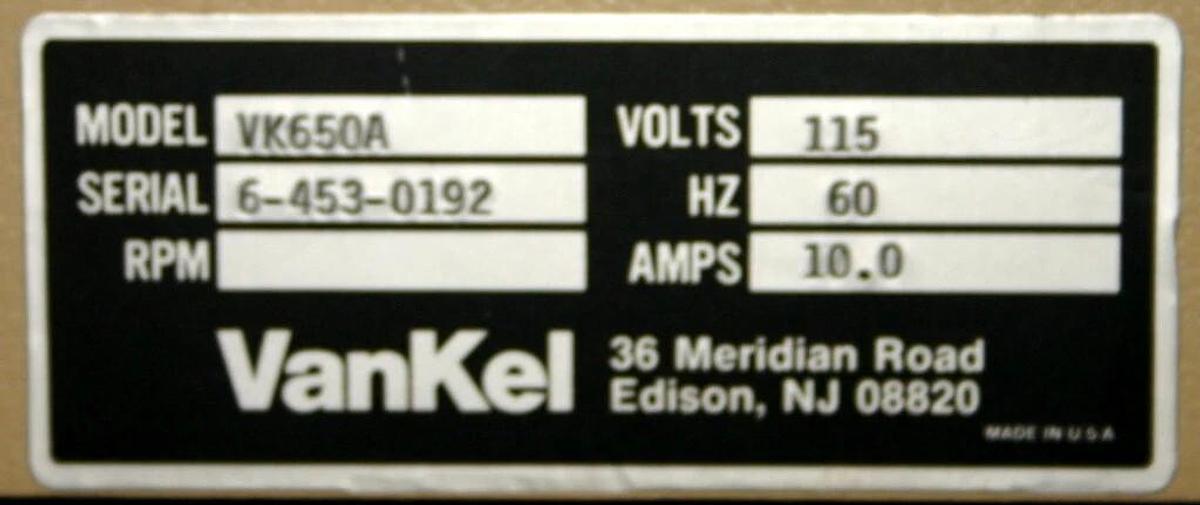 MODEL VK650A VOLTS 115
SERIAL 6-453-0192 HZ 60
RPM AMPS 10.0
VanKel 36 Meridian Road
Edison, NJ 08820
MADE IN U.S.A